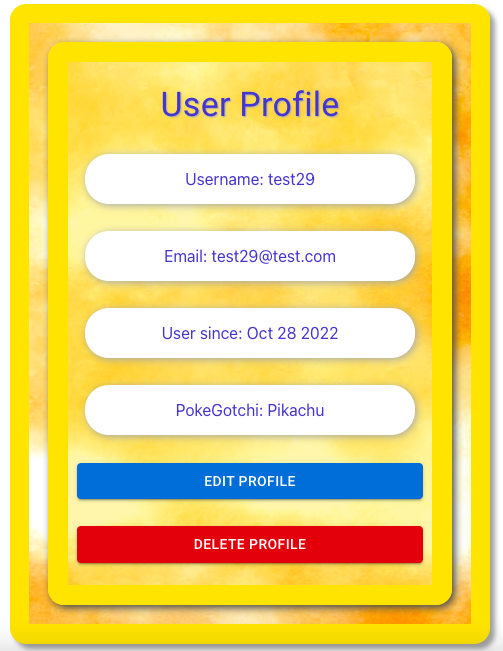 User Profile
Username: test29
Email: test29@test.com
User since: Oct 28 2022
PokeGotchi: Pikachu
EDIT PROFILE
DELETE PROFILE